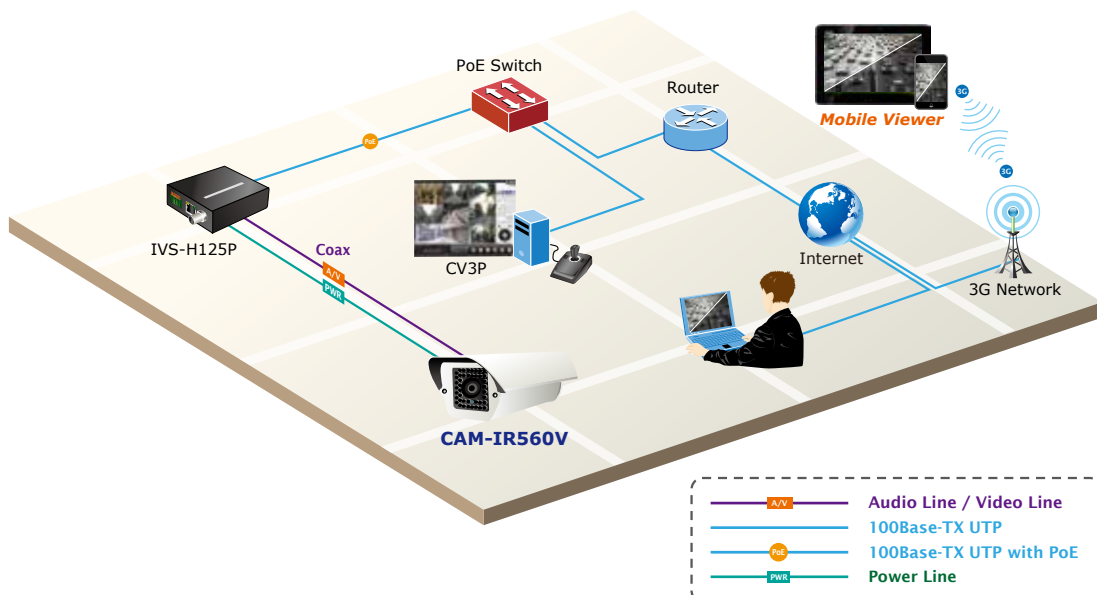 PoE Switch
Router
Mobile Viewer
3G
3G
PoE
IVS-H125P
Coax
A/V
PWR
CV3P
Internet
3G Network
CAM-IR560V
A/V Audio Line / Video Line
100Base-TX UTP
PoE 100Base-TX UTP with PoE
PWR Power Line